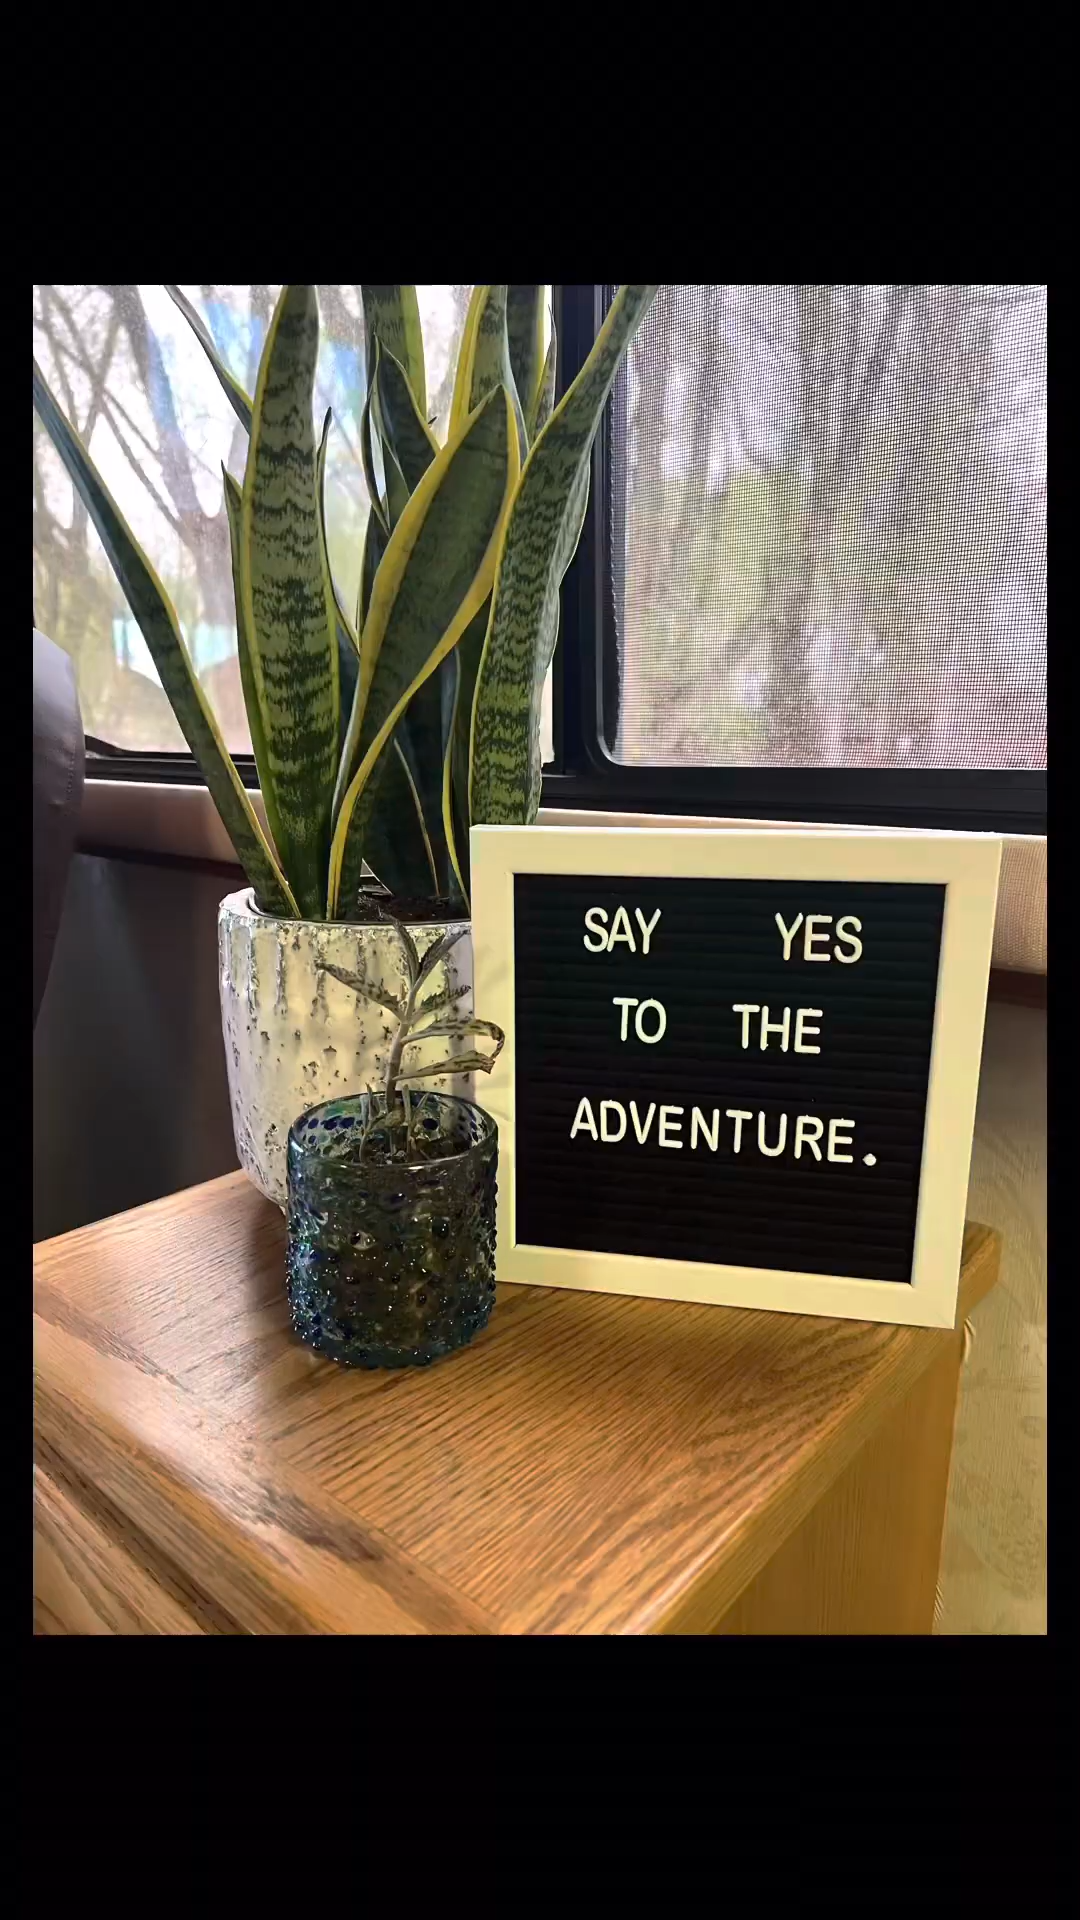 SAY YES
TO THE
ADVENTURE.